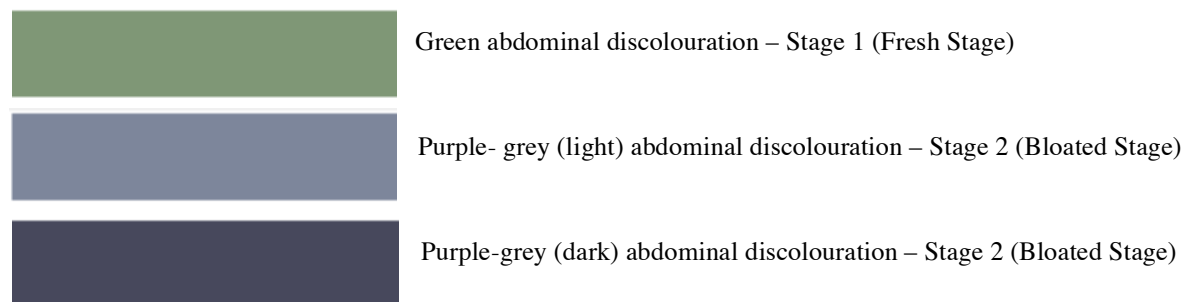 Green abdominal discolouration – Stage 1 (Fresh Stage)
Purple- grey (light) abdominal discolouration – Stage 2 (Bloated Stage)
Purple-grey (dark) abdominal discolouration – Stage 2 (Bloated Stage)